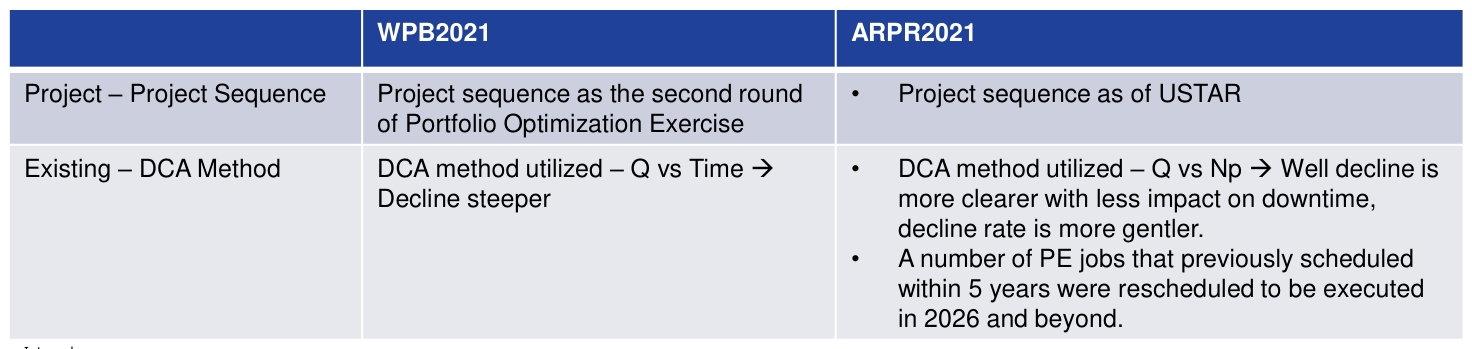 WPB2021
ARPR2021
Project – Project Sequence
Project sequence as the second round
of Portfolio Optimization Exercise
• Project sequence as of USTAR
Existing – DCA Method
DCA method utilized – Q vs Time →
Decline steeper
• DCA method utilized – Q vs Np → Well decline is
more clearer with less impact on downtime,
decline rate is more gentler.
• A number of PE jobs that previously scheduled
within 5 years were rescheduled to be executed
in 2026 and beyond.